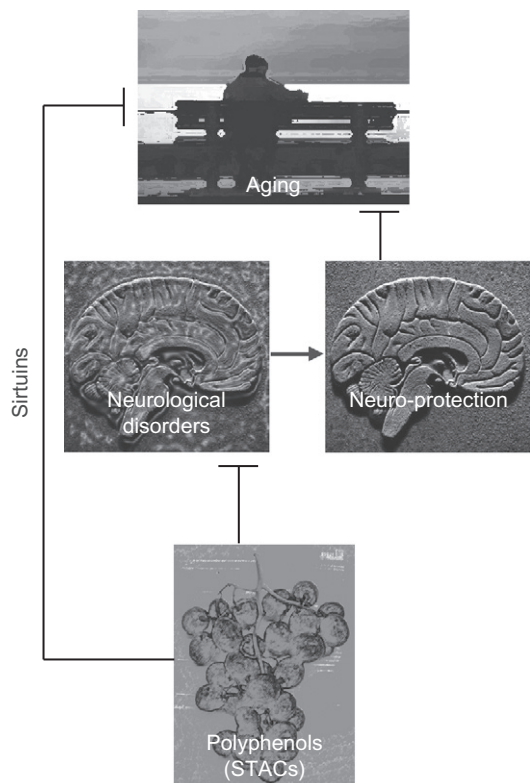 Aging
Sirtuins
Neurological
disorders
Neuro-protection
Polyphenols
(STACs)